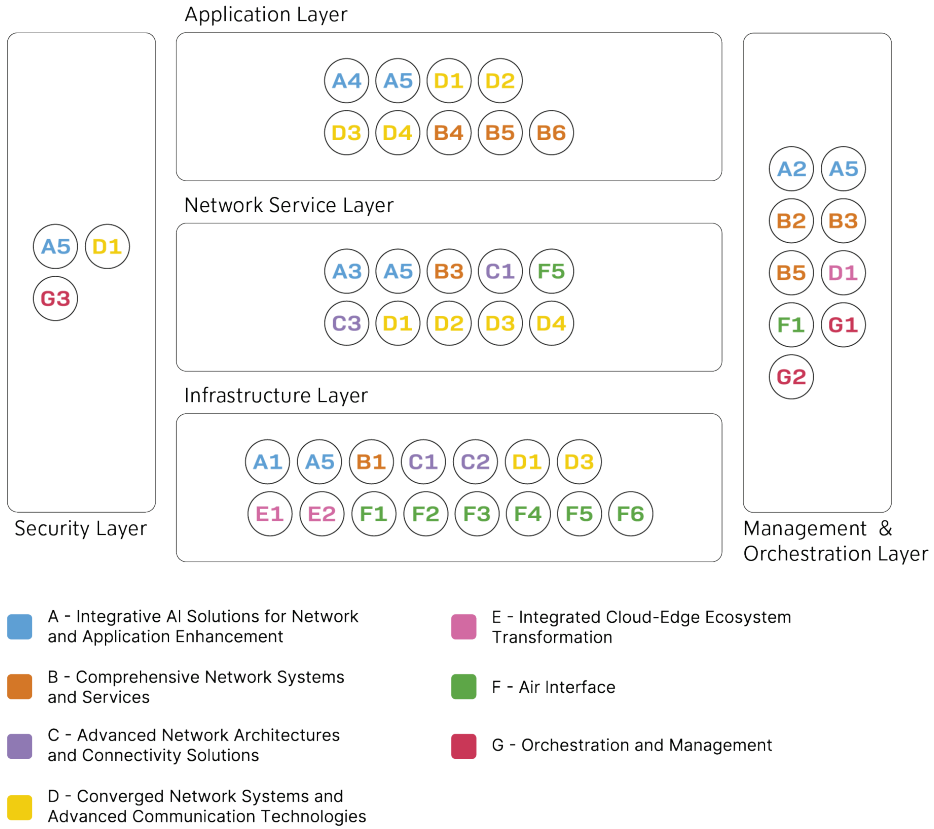 Application Layer
A4 A5 D1 D2
D3 D4 B4 B5 B6
Network Service Layer
A3 A5 B3 C1 F5
C3 D1 D2 D3 D4
Infrastructure Layer
A1 A5 B1 C1 C2 D1 D3
E1 E2 F1 F2 F3 F4 F5 F6
A5 D1
G3
Security Layer
A2 A5
B2 B3
B5 D1
F1 G1
G2
Management &
Orchestration Layer
A - Integrative AI Solutions for Network
and Application Enhancement
B - Comprehensive Network Systems
and Services
C - Advanced Network Architectures
and Connectivity Solutions
D - Converged Network Systems and
Advanced Communication Technologies
E - Integrated Cloud-Edge Ecosystem
Transformation
F - Air Interface
G - Orchestration and Management